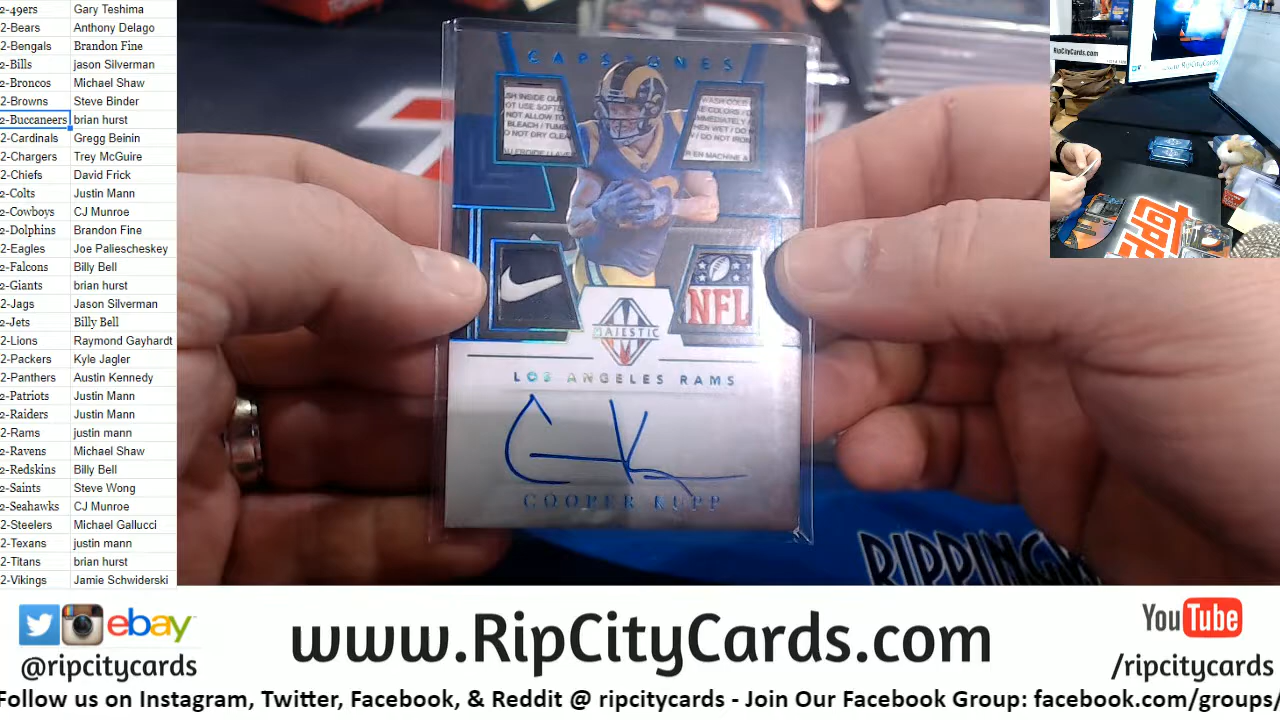 2-49ers Gary Teshima
2-Bears Anthony Delago
2-Bengals Brandon Fine
2-Bills jason Silverman
2-Broncos Michael Shaw
2-Browns Steve Binder
2-Buccaneers brian hurst
2-Cardinals Gregg Beinin
2-Chargers Trey McGuire
2-Chiefs David Frick
2-Colts Justin Mann
2-Cowboys CJ Munroe
2-Dolphins Brandon Fine
2-Eagles Joe Paliescheskey
2-Falcons Billy Bell
2-Giants brian hurst
2-Jags Jason Silverman
2-Jets Billy Bell
2-Lions Raymond Gayhardt
2-Packers Kyle Jagler
2-Panthers Austin Kennedy
2-Patriots Justin Mann
2-Raiders Justin Mann
2-Rams justin mann
2-Ravens Michael Shaw
2-Redskins Billy Bell
2-Saints Steve Wong
2-Seahawks CJ Munroe
2-Steelers Michael Gallucci
2-Texans justin mann
2-Titans brian hurst
2-Vikings Jamie Schwiderski
CAPSTONES
NFL
MAJESTIC
LOS ANGELES RAMS
COOPER KUPP
RIPPING
RipCityCards.com
TOPPS
ebay
@ripcitycards
www.RipCityCards.com
YouTube
/ripcitycards
Follow us on Instagram, Twitter, Facebook, & Reddit @ ripcitycards - Join Our Facebook Group: facebook.com/groups/